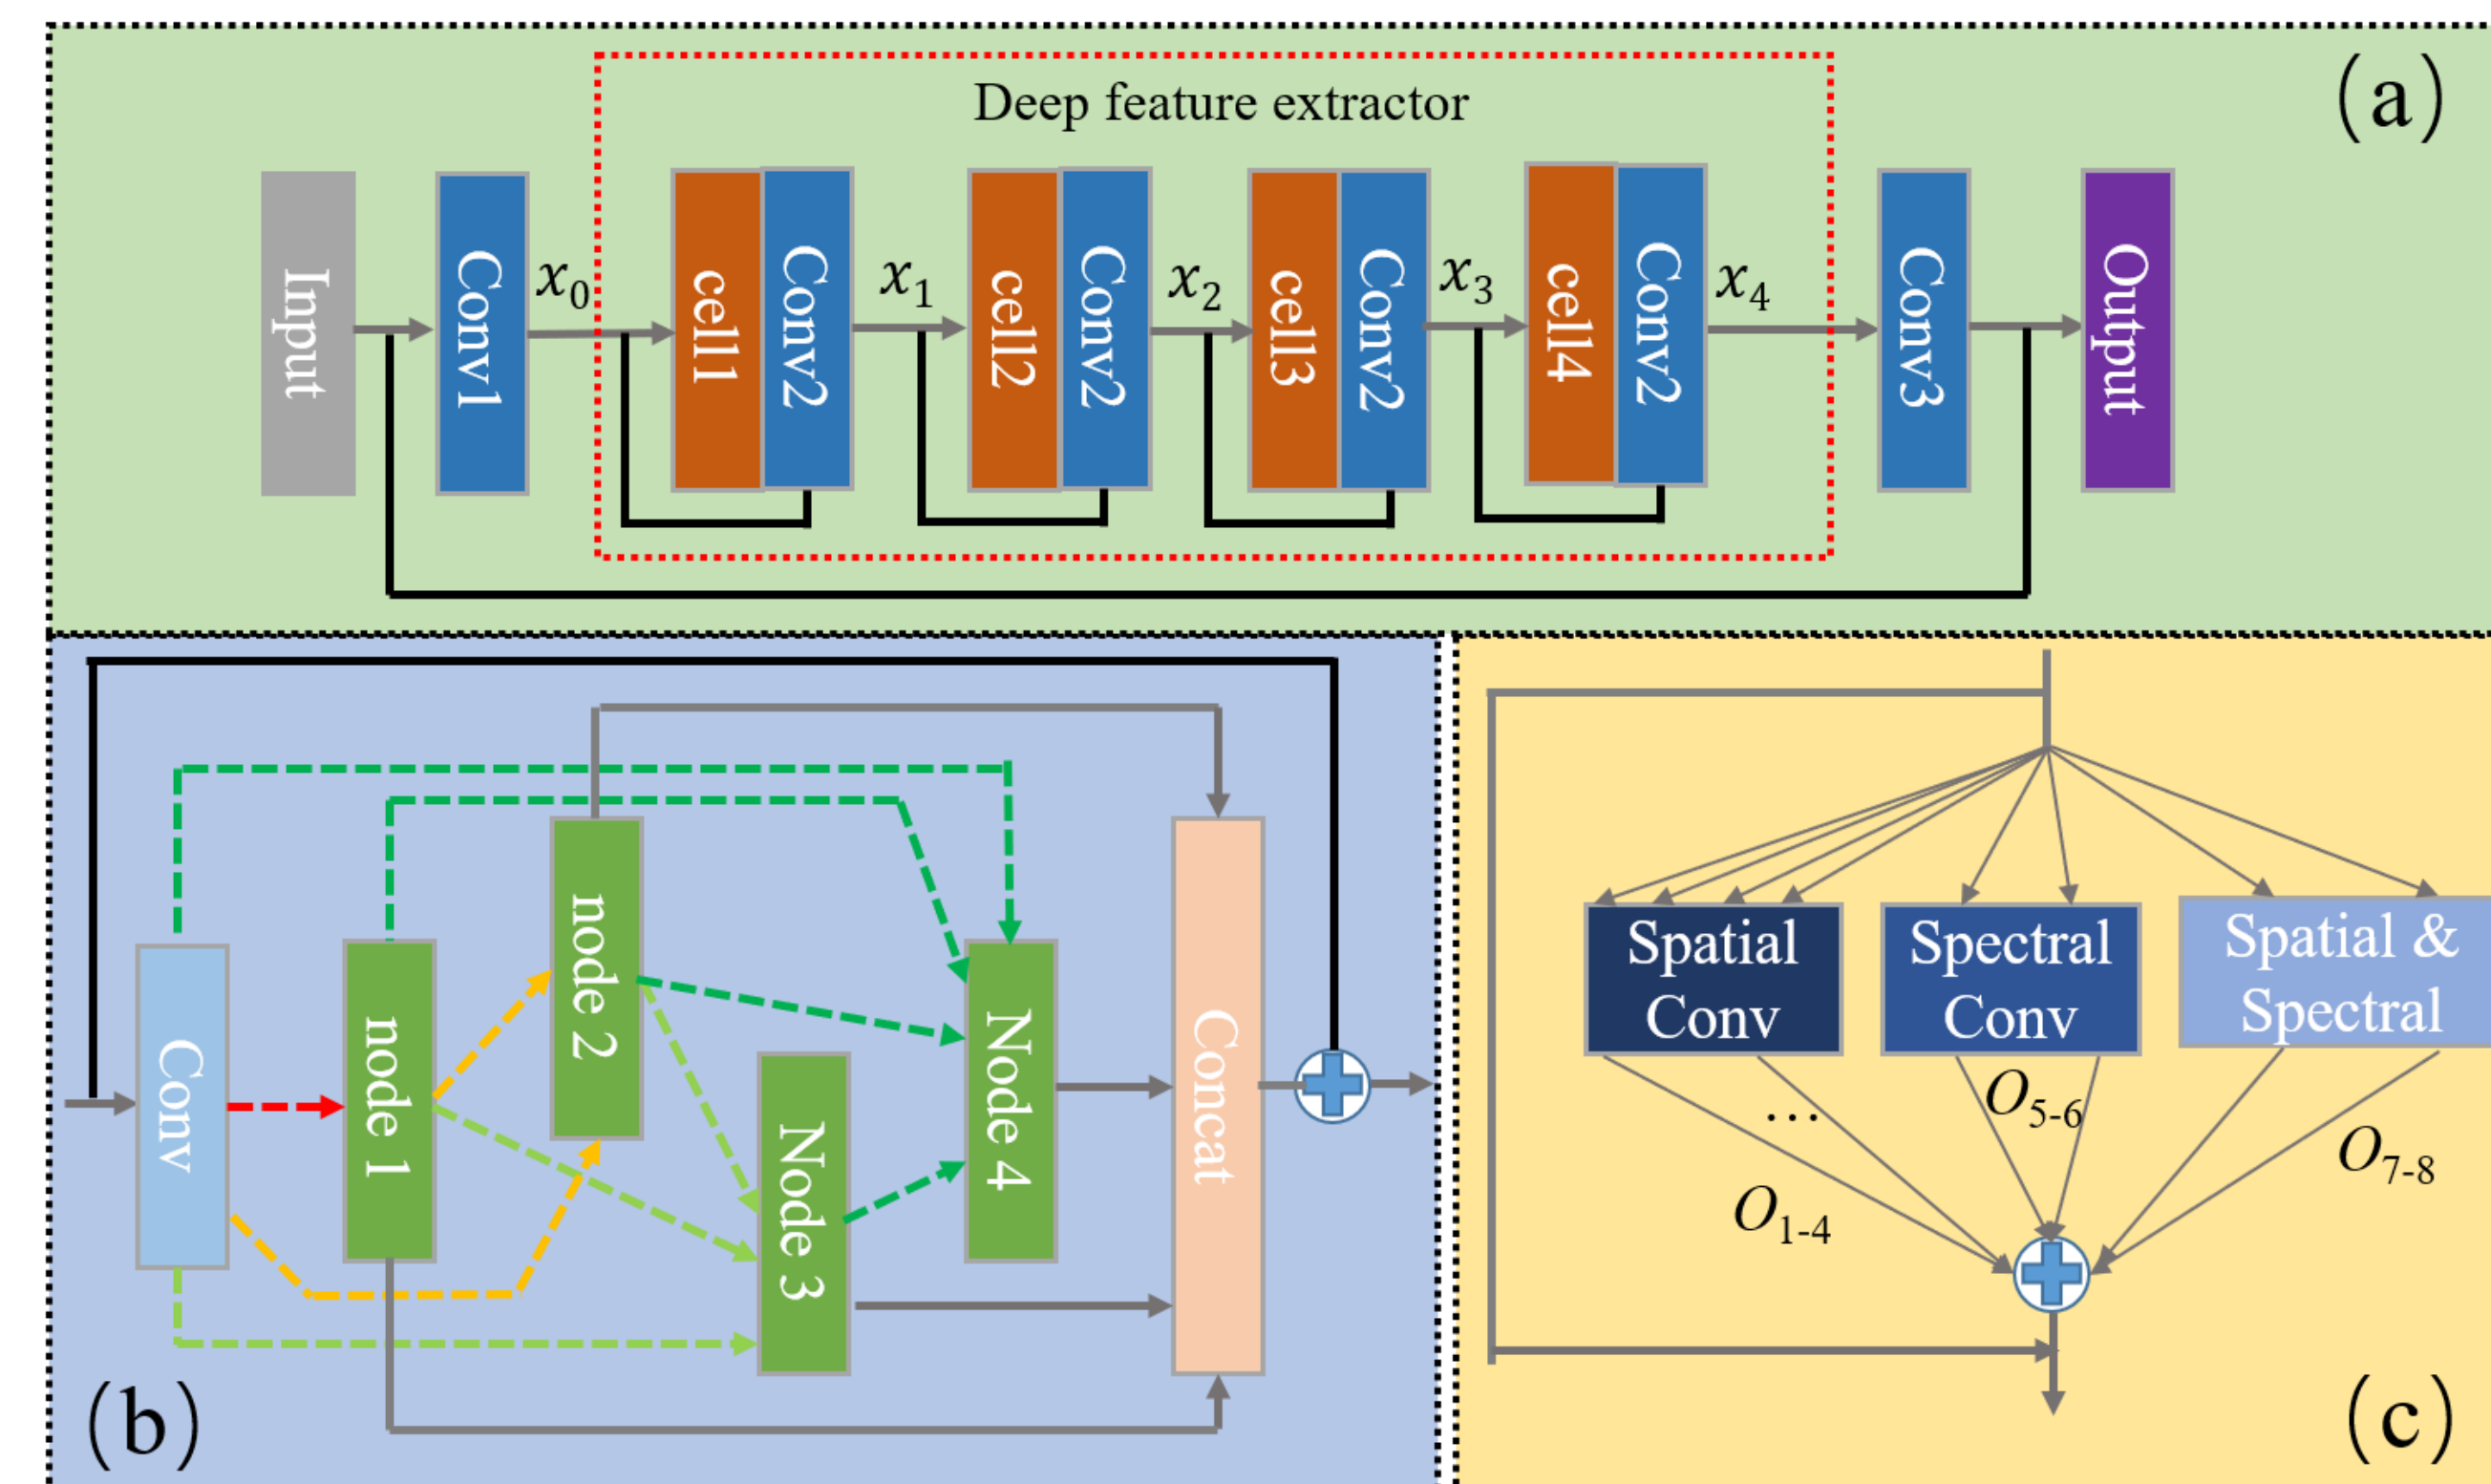 (a)
Deep feature extractor
Input
Conv1
x₀
cell1
Conv2
x₁
cell2
Conv2
x₂
cell3
Conv2
x₃
cell4
Conv2
x₄
Conv3
Output
(b)
Conv
node 1
node 2
Node 3
Node 4
Concat
(c)
Spatial
Conv
Spectral
Conv
Spatial &
Spectral
...
O₁₋₄
O₅₋₆
O₇₋₈